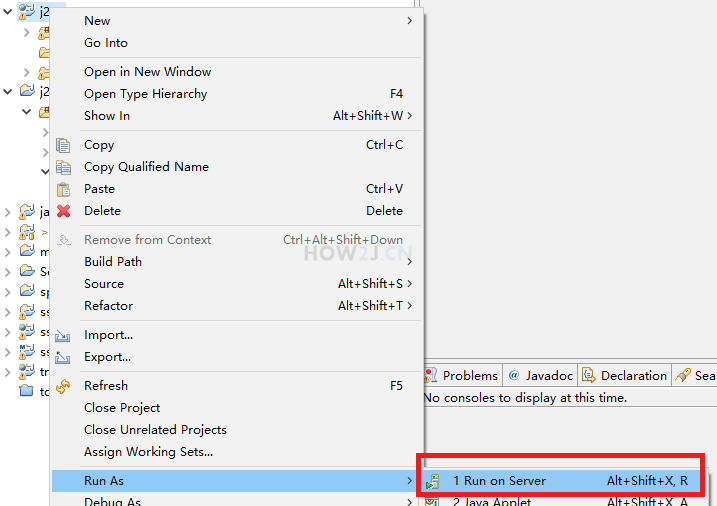 j2
New
Go Into
Open in New Window
Open Type Hierarchy F4
Show In Alt+Shift+W
j2
Copy Ctrl+C
Copy Qualified Name
Paste Ctrl+V
Delete Delete
ja
Remove from Context Ctrl+Alt+Shift+Down
HOW2J.CN
m
Build Path
Se
Source Alt+Shift+S
sp
Refactor Alt+Shift+T
ss
Import...
ss
Export...
ss
tm
Refresh F5
to
Close Project
Close Unrelated Projects
Assign Working Sets...
Run As
Debug As
Problems @ Javadoc Declaration Sea
No consoles to display at this time.
1 Run on Server Alt+Shift+X, R
2 Java Applet Alt+Shift+X, A